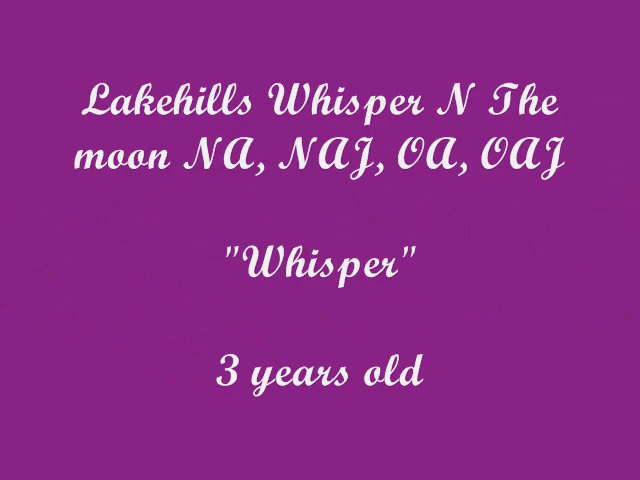 Lakehills Whisper N The
moon NA, NAJ, OA, OAJ
"Whisper"
3 years old